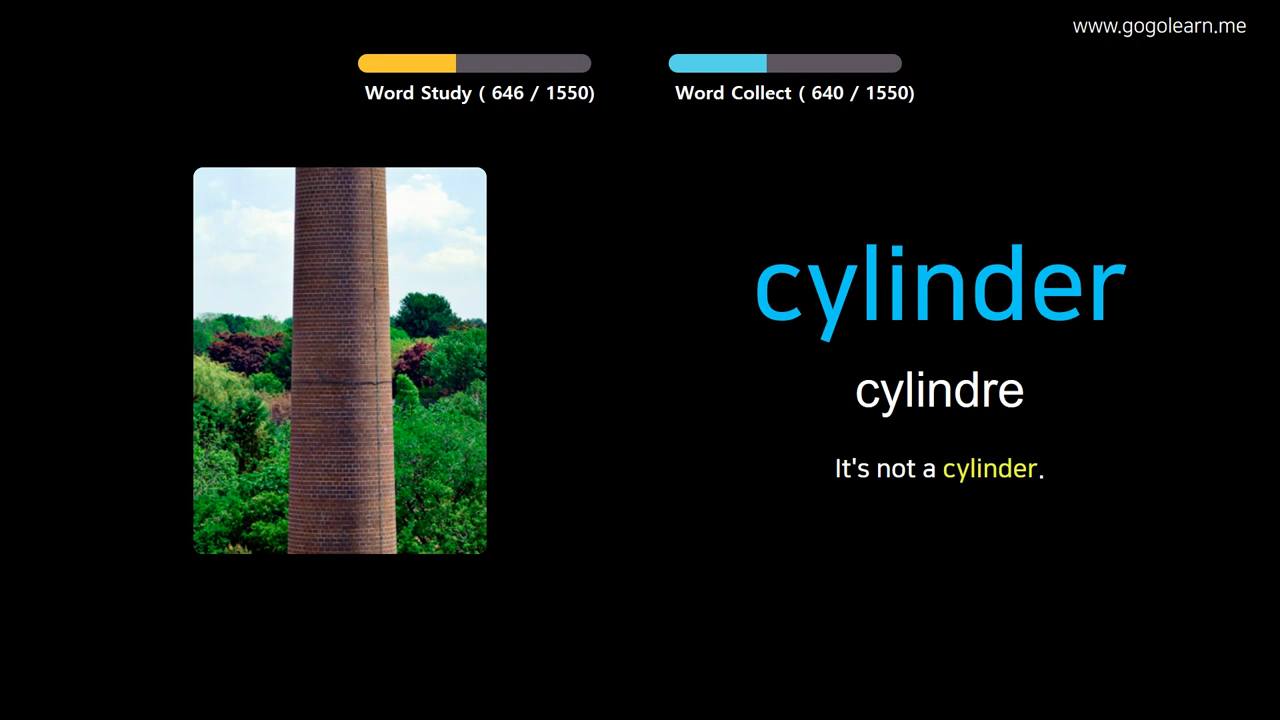 www.gogolearn.me
Word Study ( 646 / 1550)
Word Collect ( 640 / 1550)
cylinder
cylindre
It's not a cylinder.